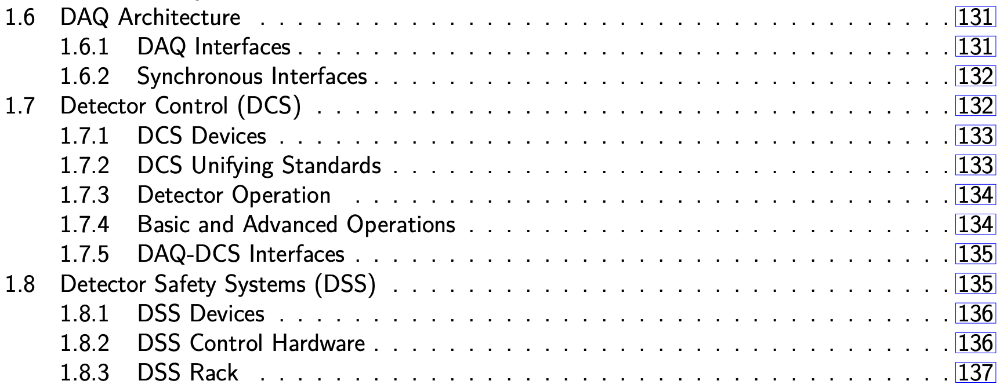 1.6 DAQ Architecture . . . . . . . . . . . . . . . . . . . . . . . . . . . . . . . . . . . . . 131
1.6.1 DAQ Interfaces . . . . . . . . . . . . . . . . . . . . . . . . . . . . . . . . . . . 131
1.6.2 Synchronous Interfaces . . . . . . . . . . . . . . . . . . . . . . . . . . . . . . . 132
1.7 Detector Control (DCS) . . . . . . . . . . . . . . . . . . . . . . . . . . . . . . . . . . 132
1.7.1 DCS Devices . . . . . . . . . . . . . . . . . . . . . . . . . . . . . . . . . . . . 133
1.7.2 DCS Unifying Standards . . . . . . . . . . . . . . . . . . . . . . . . . . . . . . 133
1.7.3 Detector Operation . . . . . . . . . . . . . . . . . . . . . . . . . . . . . . . . 134
1.7.4 Basic and Advanced Operations . . . . . . . . . . . . . . . . . . . . . . . . . . 134
1.7.5 DAQ-DCS Interfaces . . . . . . . . . . . . . . . . . . . . . . . . . . . . . . . . 135
1.8 Detector Safety Systems (DSS) . . . . . . . . . . . . . . . . . . . . . . . . . . . . . . 135
1.8.1 DSS Devices . . . . . . . . . . . . . . . . . . . . . . . . . . . . . . . . . . . . 136
1.8.2 DSS Control Hardware . . . . . . . . . . . . . . . . . . . . . . . . . . . . . . . 136
1.8.3 DSS Rack . . . . . . . . . . . . . . . . . . . . . . . . . . . . . . . . . . . . . 137